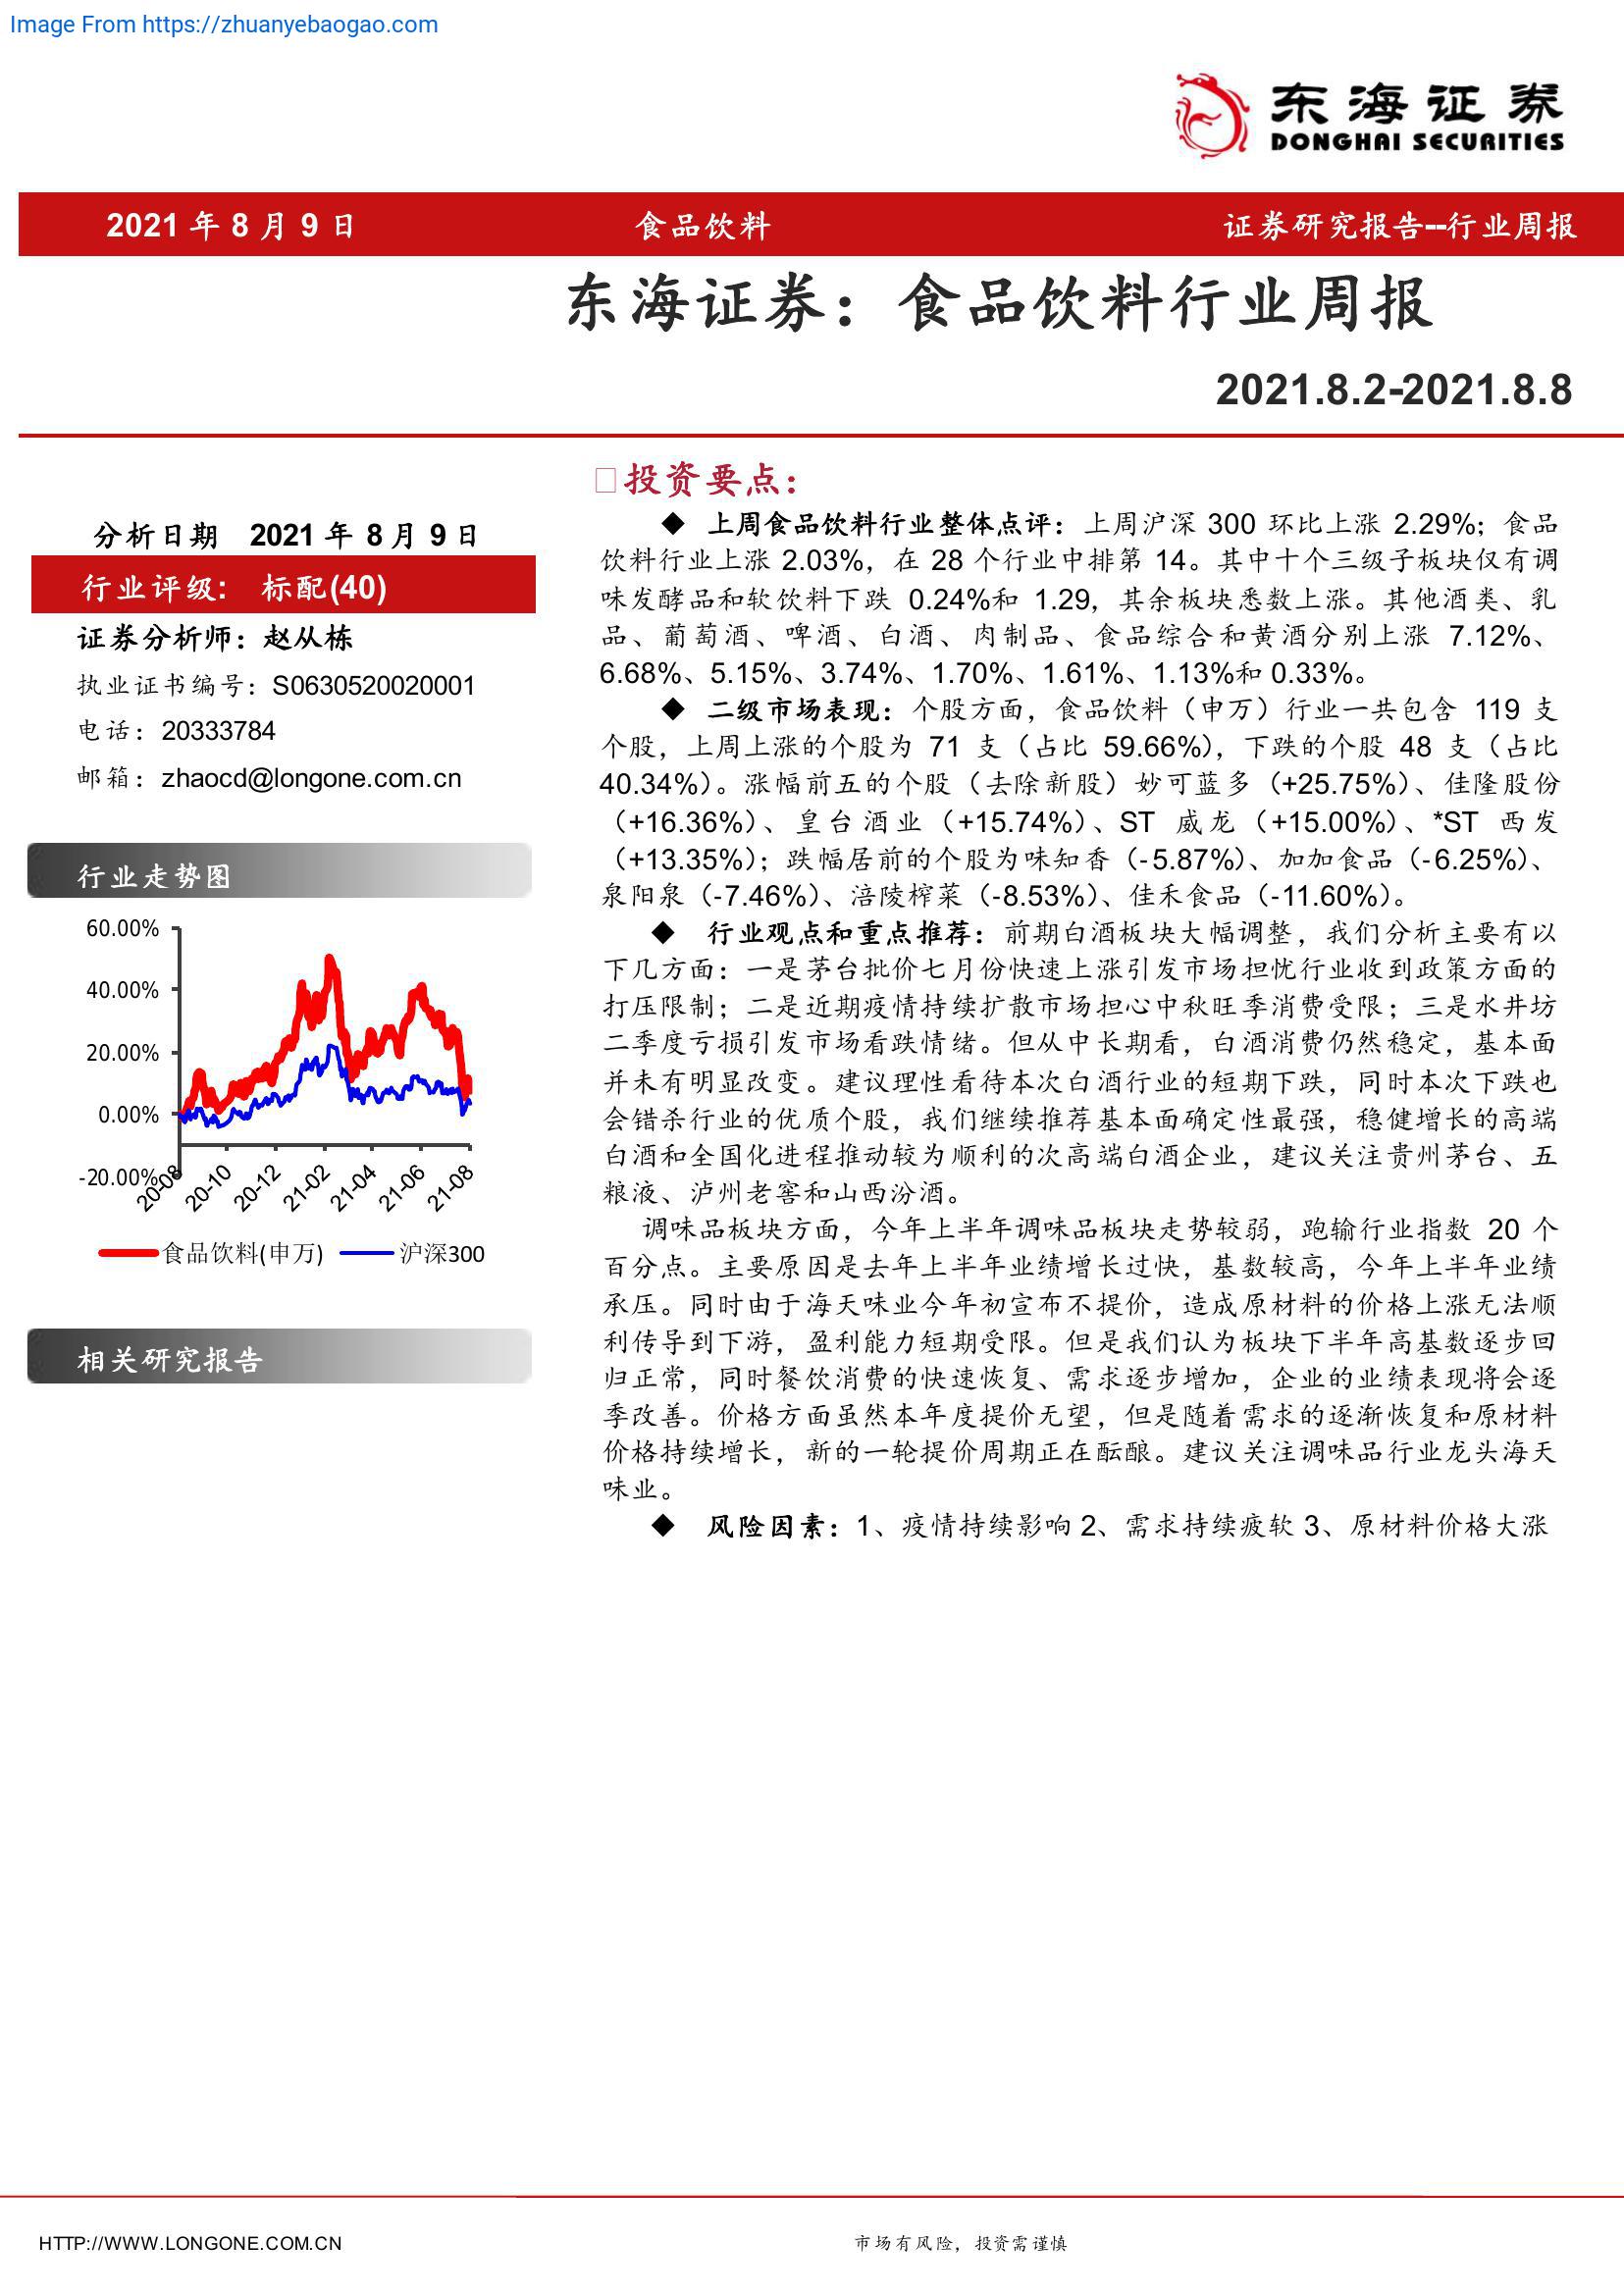 Image From https://zhuanyebaogao.com
东海证券
DONGHAI SECURITIES
2021 年 8 月 9 日 食品饮料 证券研究报告--行业周报
东海证券：食品饮料行业周报
2021.8.2-2021.8.8
分析日期 2021 年 8 月 9 日
行业评级: 标配(40)
证券分析师：赵从栋
执业证书编号：S0630520020001
电话：20333784
邮箱：zhaocd@longone.com.cn
行业走势图
60.00%
40.00%
20.00%
0.00%
-20.00%
20-08 20-10 20-12 21-02 21-04 21-06 21-08
食品饮料(申万) 沪深300
相关研究报告
投资要点：
◆ 上周食品饮料行业整体点评：上周沪深 300 环比上涨 2.29%；食品
饮料行业上涨 2.03%，在 28 个行业中排第 14。其中十个三级子板块仅有调
味发酵品和软饮料下跌 0.24%和 1.29，其余板块悉数上涨。其他酒类、乳
品、葡萄酒、啤酒、白酒、肉制品、食品综合和黄酒分别上涨 7.12%、
6.68%、5.15%、3.74%、1.70%、1.61%、1.13%和 0.33%。
◆ 二级市场表现：个股方面，食品饮料（申万）行业一共包含 119 支
个股，上周上涨的个股为 71 支（占比 59.66%），下跌的个股 48 支（占比
40.34%）。涨幅前五的个股（去除新股）妙可蓝多（+25.75%）、佳隆股份
（+16.36%）、皇台酒业（+15.74%）、ST 威龙（+15.00%）、*ST 西发
（+13.35%）；跌幅居前的个股为味知香（-5.87%）、加加食品（-6.25%）、
泉阳泉（-7.46%）、涪陵榨菜（-8.53%）、佳禾食品（-11.60%）。
◆ 行业观点和重点推荐：前期白酒板块大幅调整，我们分析主要有以
下几方面：一是茅台批价七月份快速上涨引发市场担忧行业收到政策方面的
打压限制；二是近期疫情持续扩散市场担心中秋旺季消费受限；三是水井坊
二季度亏损引发市场看跌情绪。但从中长期看，白酒消费仍然稳定，基本面
并未有明显改变。建议理性看待本次白酒行业的短期下跌，同时本次下跌也
会错杀行业的优质个股，我们继续推荐基本面确定性最强，稳健增长的高端
白酒和全国化进程推动较为顺利的次高端白酒企业，建议关注贵州茅台、五
粮液、泸州老窖和山西汾酒。
调味品板块方面，今年上半年调味品板块走势较弱，跑输行业指数 20 个
百分点。主要原因是去年上半年业绩增长过快，基数较高，今年上半年业绩
承压。同时由于海天味业今年初宣布不提价，造成原材料的价格上涨无法顺
利传导到下游，盈利能力短期受限。但是我们认为板块下半年高基数逐步回
归正常，同时餐饮消费的快速恢复、需求逐步增加，企业的业绩表现将会逐
季改善。价格方面虽然本年度提价无望，但是随着需求的逐渐恢复和原材料
价格持续增长，新的一轮提价周期正在酝酿。建议关注调味品行业龙头海天
味业。
◆ 风险因素：1、疫情持续影响 2、需求持续疲软 3、原材料价格大涨
HTTP://WWW.LONGONE.COM.CN 市场有风险，投资需谨慎